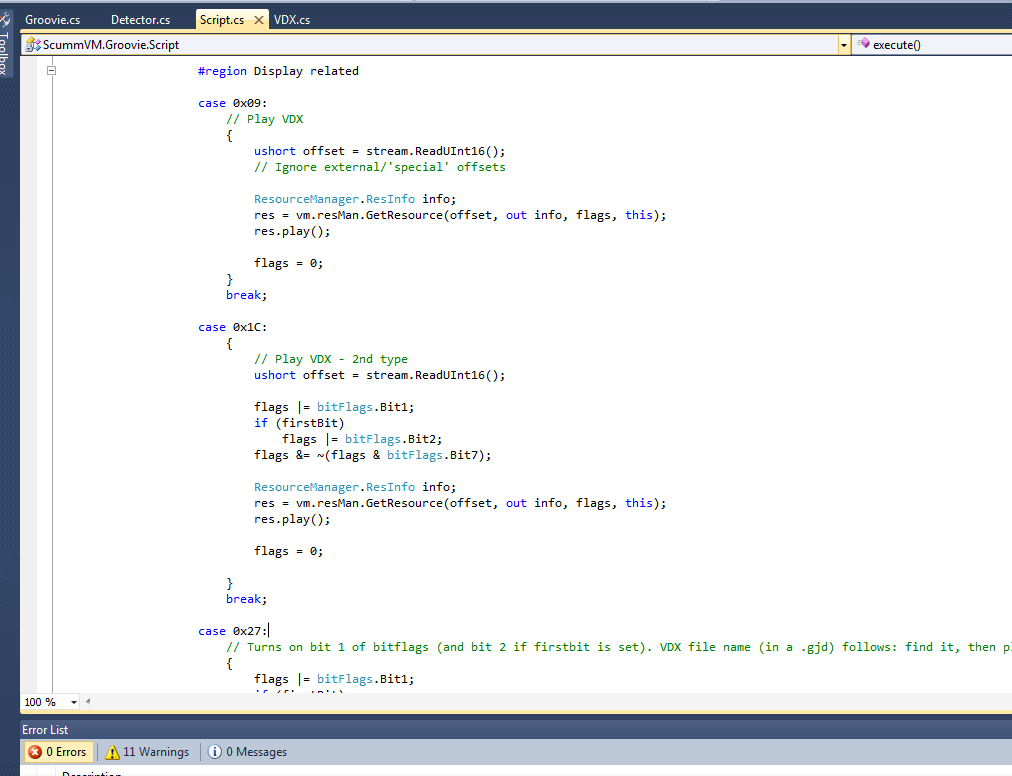 Groovie.cs Detector.cs Script.cs VDX.cs
Toolbox
ScummVM.Groovie.Script execute()
#region Display related
case 0x09:
// Play VDX
{
ushort offset = stream.ReadUInt16();
// Ignore external/'special' offsets
ResourceManager.ResInfo info;
res = vm.resMan.GetResource(offset, out info, flags, this);
res.play();
flags = 0;
}
break;
case 0x1C:
{
// Play VDX - 2nd type
ushort offset = stream.ReadUInt16();
flags |= bitFlags.Bit1;
if (firstBit)
flags |= bitFlags.Bit2;
flags &= ~(flags & bitFlags.Bit7);
ResourceManager.ResInfo info;
res = vm.resMan.GetResource(offset, out info, flags, this);
res.play();
flags = 0;
}
break;
case 0x27:
// Turns on bit 1 of bitflags (and bit 2 if firstbit is set). VDX file name (in a .gjd) follows: find it, then pl
{
flags |= bitFlags.Bit1;
if (firstBit)
100 %
Error List
0 Errors 11 Warnings 0 Messages
Description